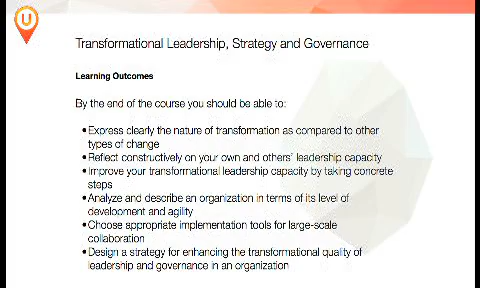 U
Transformational Leadership, Strategy and Governance
Learning Outcomes
By the end of the course you should be able to:
• Express clearly the nature of transformation as compared to other
types of change
• Reflect constructively on your own and others' leadership capacity
• Improve your transformational leadership capacity by taking concrete
steps
• Analyze and describe an organization in terms of its level of
development and agility
• Choose appropriate implementation tools for large-scale
collaboration
• Design a strategy for enhancing the transformational quality of
leadership and governance in an organization